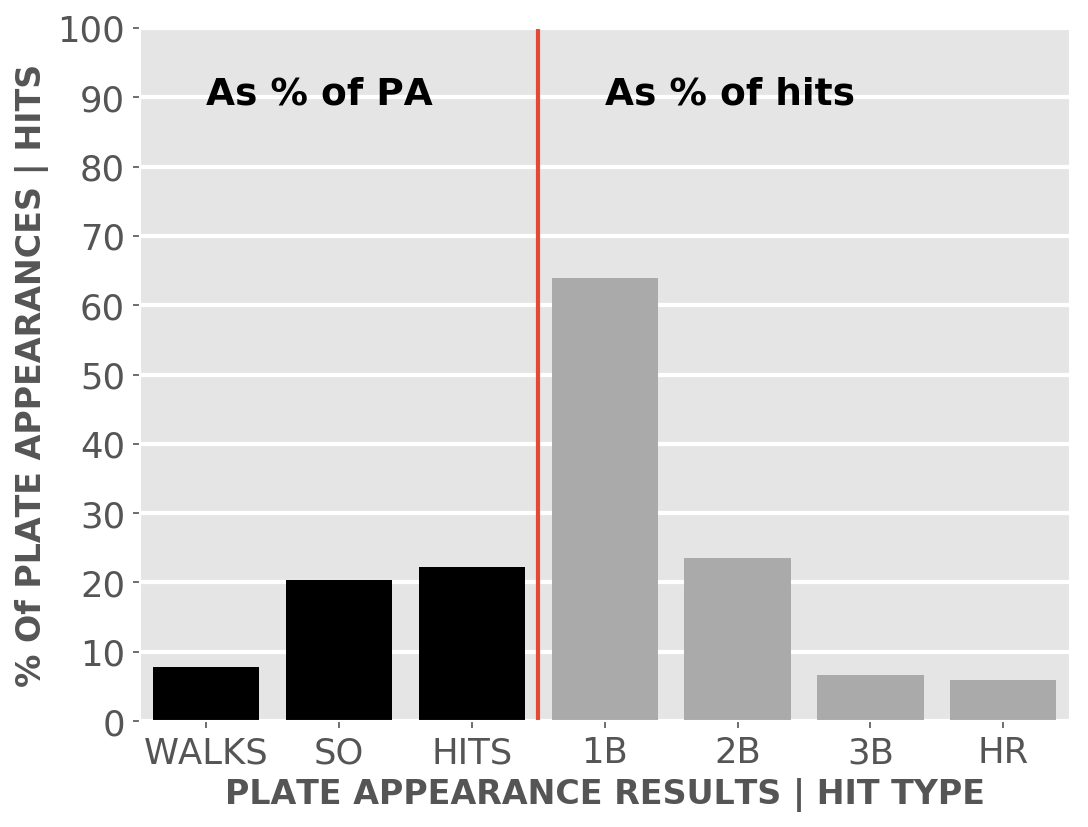 % Of PLATE APPEARANCES | HITS
100
90
80
70
60
50
40
30
20
10
0
As % of PA
As % of hits
WALKS SO HITS 1B 2B 3B HR
PLATE APPEARANCE RESULTS | HIT TYPE